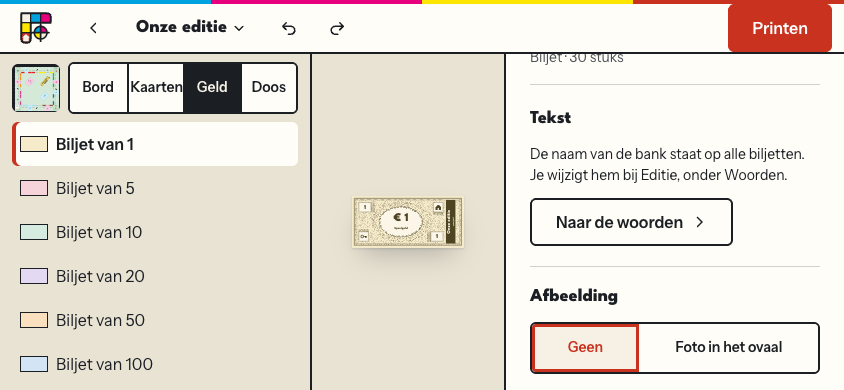 Onze editie
Printen
Bord
Kaarten
Geld
Doos
Biljet van 1
Biljet van 5
Biljet van 10
Biljet van 20
Biljet van 50
Biljet van 100
1
€ 1
1
Biljet · 30 stuks
Tekst
De naam van de bank staat op alle biljetten.
Je wijzigt hem bij Editie, onder Woorden.
Naar de woorden
Afbeelding
Geen
Foto in het ovaal